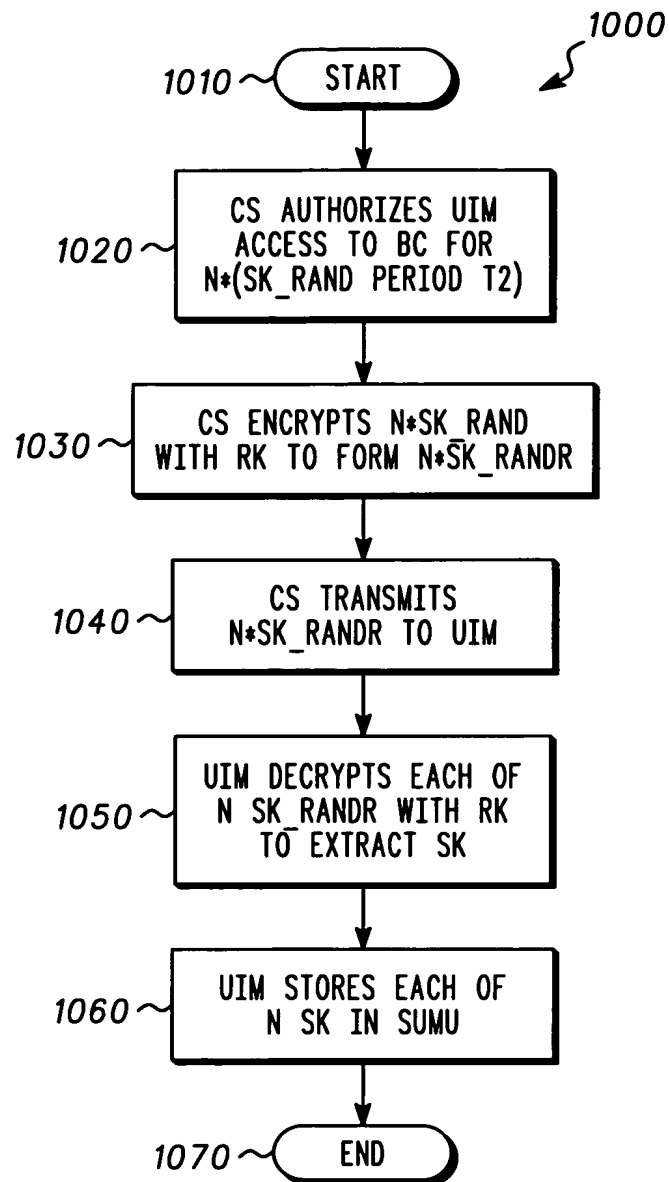 1000
1010
START
1020
CS AUTHORIZES UIM
ACCESS TO BC FOR
N*(SK_RAND PERIOD T2)
1030
CS ENCRYPTS N*SK_RAND
WITH RK TO FORM N*SK_RANDR
1040
CS TRANSMITS
N*SK_RANDR TO UIM
1050
UIM DECRYPTS EACH OF
N SK_RANDR WITH RK
TO EXTRACT SK
1060
UIM STORES EACH OF
N SK IN SUMU
1070
END